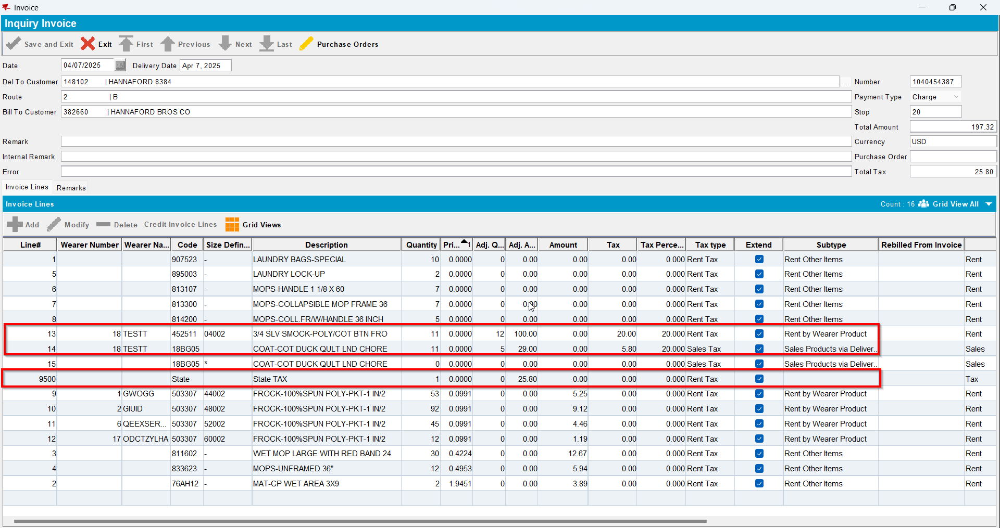 Invoice
Inquiry Invoice
Save and Exit Exit First Previous Next Last Purchase Orders
Date 04/07/2025 Delivery Date Apr 7, 2025
Del To Customer 148102 | HANNAFORD 8384 ... Number 1040454387
Route 2 | B Payment Type Charge
Bill To Customer 382660 | HANNAFORD BROS CO Stop 20
Total Amount 197.32
Remark Currency USD
Internal Remark Purchase Order
Error Total Tax 25.80
Invoice Lines Remarks
Invoice Lines Count : 16 Grid View All
Add Modify Delete Credit Invoice Lines Grid Views
Line# Wearer Number Wearer Na... Code Size Defin... Description Quantity Pri... 1 Adj. Q... Adj. A... Amount Tax Tax Perce... Tax type Extend Subtype Rebilled From Invoice
1 907523 - LAUNDRY BAGS-SPECIAL 10 0.0000 0 0.00 0.00 0.00 0.000 Rent Tax Rent Other Items Rent
5 895003 - LAUNDRY LOCK-UP 2 0.0000 0 0.00 0.00 0.00 0.000 Rent Tax Rent Other Items Rent
6 813107 - MOPS-HANDLE 1 1/8 X 60 7 0.0000 0 0.00 0.00 0.00 0.000 Rent Tax Rent Other Items Rent
7 813300 - MOPS-COLLAPSIBLE MOP FRAME 36 7 0.0000 0 0.00 0.00 0.00 0.000 Rent Tax Rent Other Items Rent
8 814200 - MOPS-COLL.FR/W/HANDLE 36 INCH 5 0.0000 0 0.00 0.00 0.00 0.000 Rent Tax Rent Other Items Rent
13 18 TESTT 452511 04002 3/4 SLV SMOCK-POLY/COT BTN FRO 11 0.0000 12 100.00 0.00 20.00 20.000 Rent Tax Rent by Wearer Product Rent
14 18 TESTT 18BG05 COAT-COT DUCK QULT LND CHORE 11 0.0000 5 29.00 0.00 5.80 20.000 Sales Tax Sales Products via Deliver... Sales
15 18BG05 * COAT-COT DUCK QULT LND CHORE 0 0.0000 0 0.00 0.00 0.00 0.000 Sales Tax Sales Products via Deliver... Sales
9500 State State TAX 1 0.0000 0 25.80 0.00 0.00 0.000 Rent Tax Tax
9 1 GWOGG 503307 44002 FROCK-100%SPUN POLY-PKT-1 IN/2 53 0.0991 0 0.00 5.25 0.00 0.000 Rent Tax Rent by Wearer Product Rent
10 2 GIUID 503307 48002 FROCK-100%SPUN POLY-PKT-1 IN/2 92 0.0991 0 0.00 9.12 0.00 0.000 Rent Tax Rent by Wearer Product Rent
11 6 QEEXSER... 503307 52002 FROCK-100%SPUN POLY-PKT-1 IN/2 45 0.0991 0 0.00 4.46 0.00 0.000 Rent Tax Rent by Wearer Product Rent
12 17 ODCTZYLHA 503307 60002 FROCK-100%SPUN POLY-PKT-1 IN/2 12 0.0991 0 0.00 1.19 0.00 0.000 Rent Tax Rent by Wearer Product Rent
3 811602 - WET MOP LARGE WITH RED BAND 24 30 0.4224 0 0.00 12.67 0.00 0.000 Rent Tax Rent Other Items Rent
4 833623 - MOPS-UNFRAMED 36" 12 0.4953 0 0.00 5.94 0.00 0.000 Rent Tax Rent Other Items Rent
2 76AH12 - MAT-CP WET AREA 3X9 2 1.9451 0 0.00 3.89 0.00 0.000 Rent Tax Rent Other Items Rent